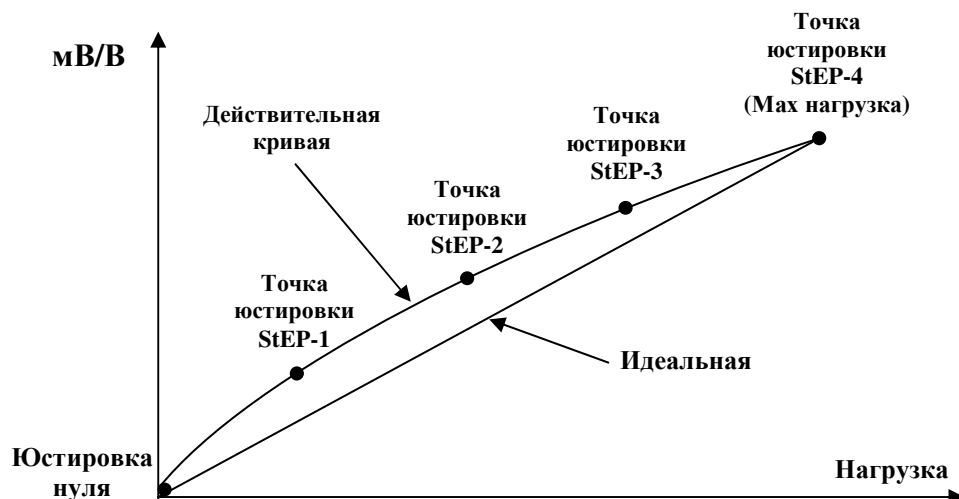 мВ/В
Действительная
кривая
Точка
юстировки
StEP-1
Точка
юстировки
StEP-2
Точка
юстировки
StEP-3
Точка
юстировки
StEP-4
(Max нагрузка)
Идеальная
Юстировка
нуля
Нагрузка